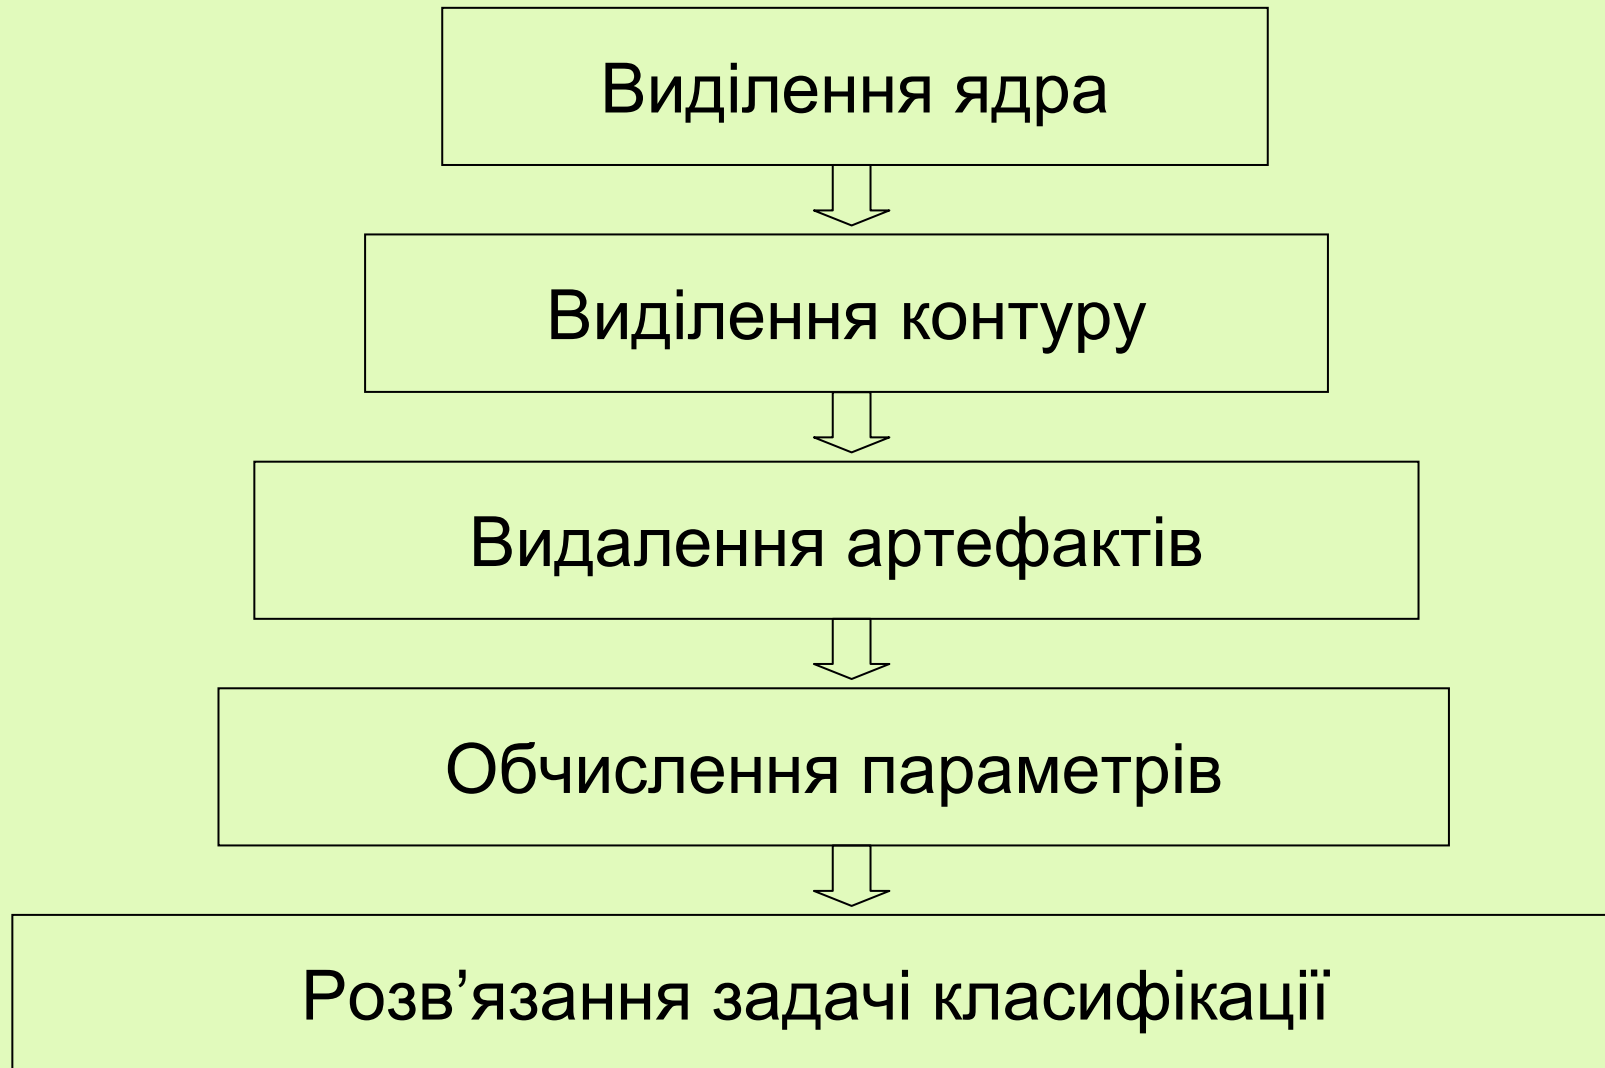 Виділення ядра
Виділення контуру
Видалення артефактів
Обчислення параметрів
Розв’язання задачі класифікації